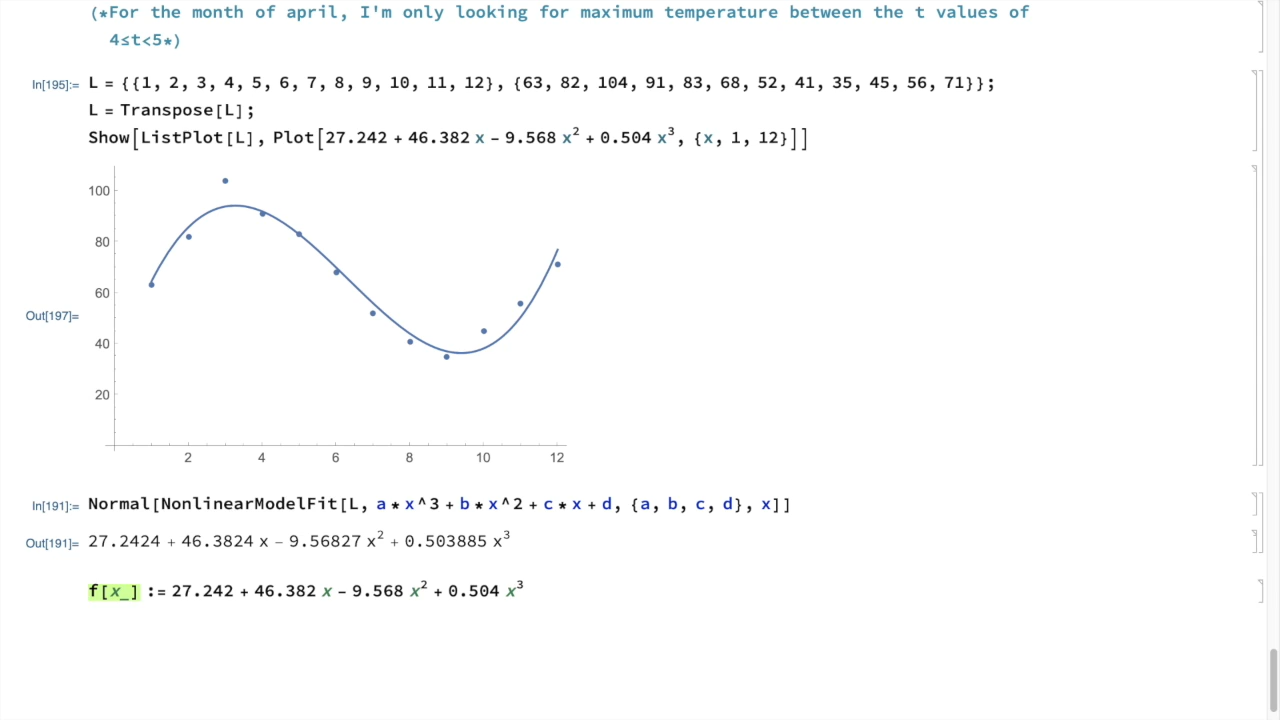 (*For the month of april, I'm only looking for maximum temperature between the t values of
4≤t<5*)
In[195]:= L = {{1, 2, 3, 4, 5, 6, 7, 8, 9, 10, 11, 12}, {63, 82, 104, 91, 83, 68, 52, 41, 35, 45, 56, 71}};
L = Transpose[L];
Show[ListPlot[L], Plot[27.242 + 46.382 x - 9.568 x² + 0.504 x³, {x, 1, 12}]]
100
80
60
Out[197]=
40
20
2 4 6 8 10 12
In[191]:= Normal[NonlinearModelFit[L, a * x^3 + b * x^2 + c * x + d, {a, b, c, d}, x]]
Out[191]= 27.2424 + 46.3824 x - 9.56827 x² + 0.503885 x³
f[x_] := 27.242 + 46.382 x - 9.568 x² + 0.504 x³